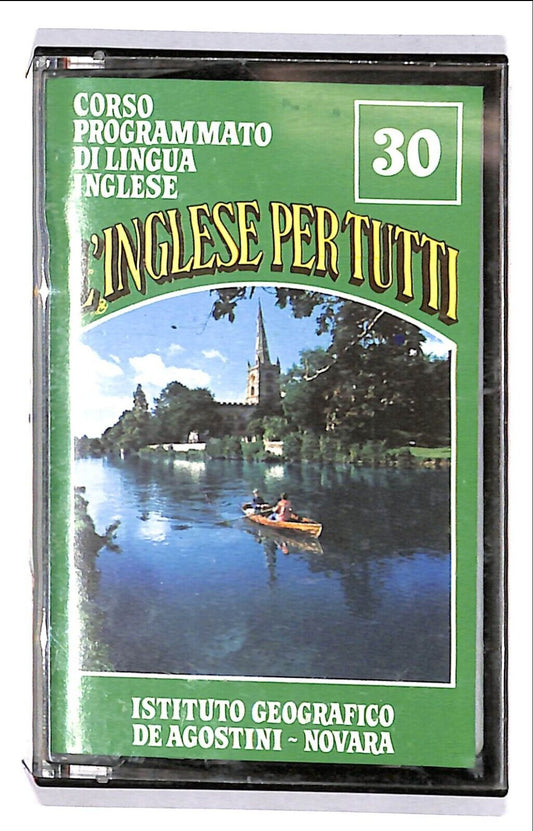 CORSO
PROGRAMMATO
DI LINGUA
INGLESE
30
L'INGLESE PER TUTTI
ISTITUTO GEOGRAFICO
DE AGOSTINI ~ NOVARA